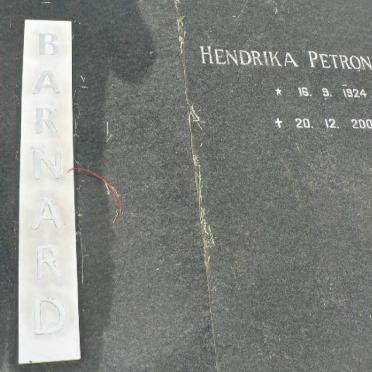 BARNARD
HENDRIKA PETRON
* 16. 9. 1924
✝ 20. 12. 200